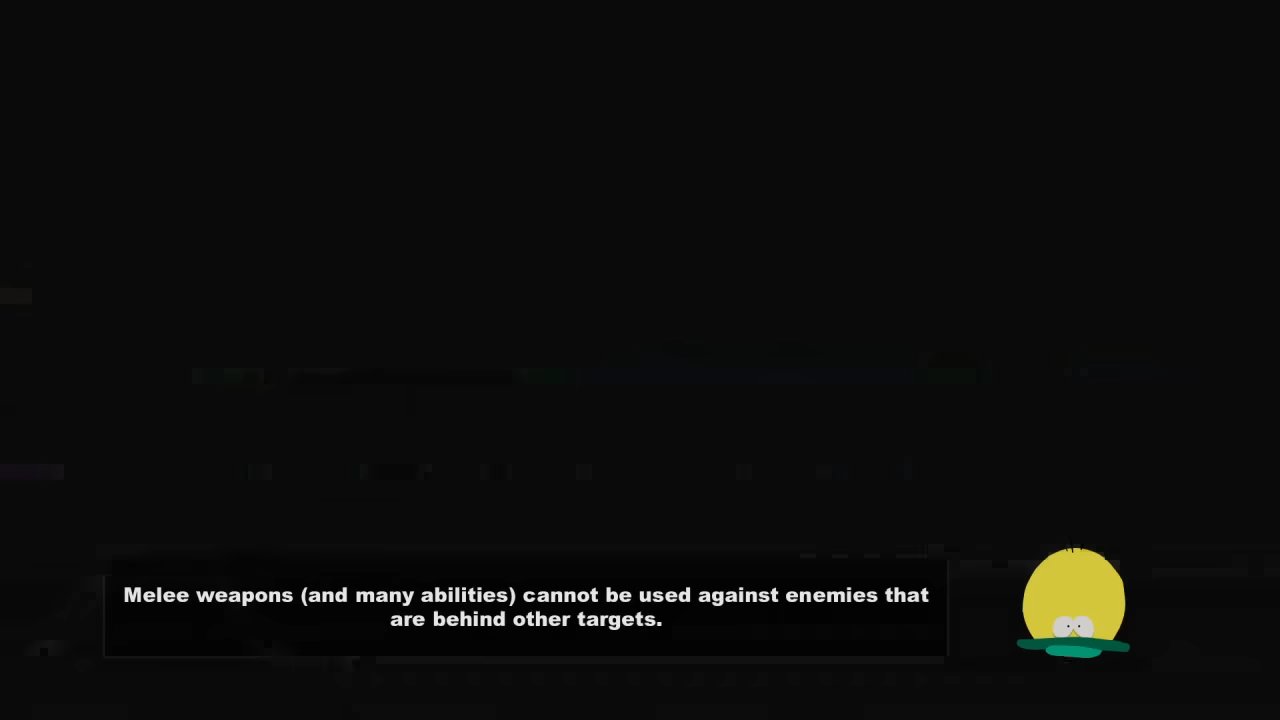 Melee weapons (and many abilities) cannot be used against enemies that
are behind other targets.